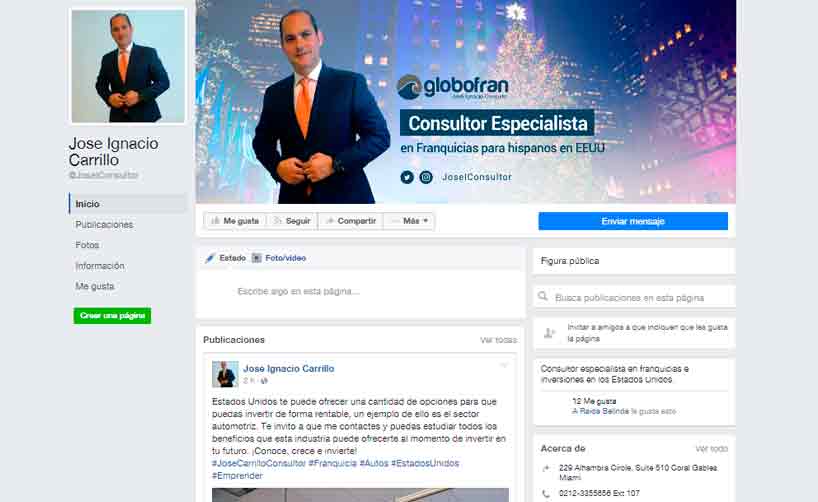 Jose Ignacio
Carrillo
@JoseIConsultor
Inicio
Publicaciones
Fotos
Información
Me gusta
Crear una página
globofran
José Ignacio Consulto
Consultor Especialista
en Franquicias para hispanos en EEUU
JoseIConsultor
Me gusta
Seguir
Compartir
Más
Enviar mensaje
Estado
Foto/video
Escribe algo en esta página...
Publicaciones
Ver todas
Jose Ignacio Carrillo
2 h ·
Estados Unidos te puede ofrecer una cantidad de opciones para que
puedas invertir de forma rentable, un ejemplo de ello es el sector
automotriz. Te invito a que me contactes y puedas estudiar todos los
beneficios que esta industria puede ofrecerte al momento de invertir en
tu futuro. ¡Conoce, crece e invierte!
#JoseCarrilloConsultor #Franquicia #Autos #EstadosUnidos
#Emprender
Figura pública
Busca publicaciones en esta página
Invitar a amigos a que indiquen que les gusta
la página
Consultor especialista en franquicias e
inversiones en los Estados Unidos.
12 Me gusta
A Raiza Belinda le gusta esto
Acerca de
Ver todo
229 Alhambra Circle, Suite 510 Coral Gables
Miami
0212-3355656 Ext 107